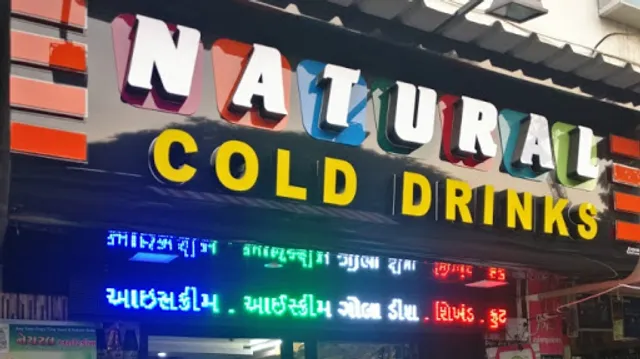 NATURAL
COLD DRINKS
આઇસક્રીમ . આઈસ્ક્રીમ ગોલા ડીશ . શિખંડ . ફ્રુટ